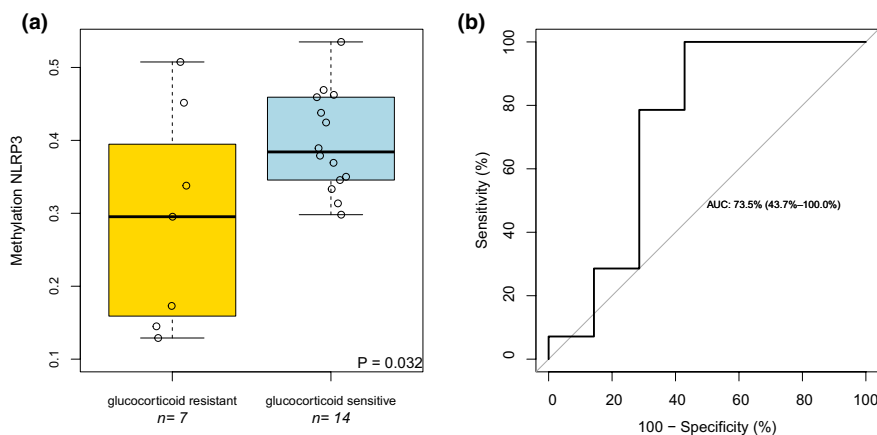 (a)
Methylation NLRP3
0.5
0.4
0.3
0.2
0.1
P = 0.032
glucocorticoid resistant
n= 7
glucocorticoid sensitive
n= 14
(b)
Sensitivity (%)
100
80
60
40
20
0
AUC: 73.5% (43.7%–100.0%)
0 20 40 60 80 100
100 − Specificity (%)